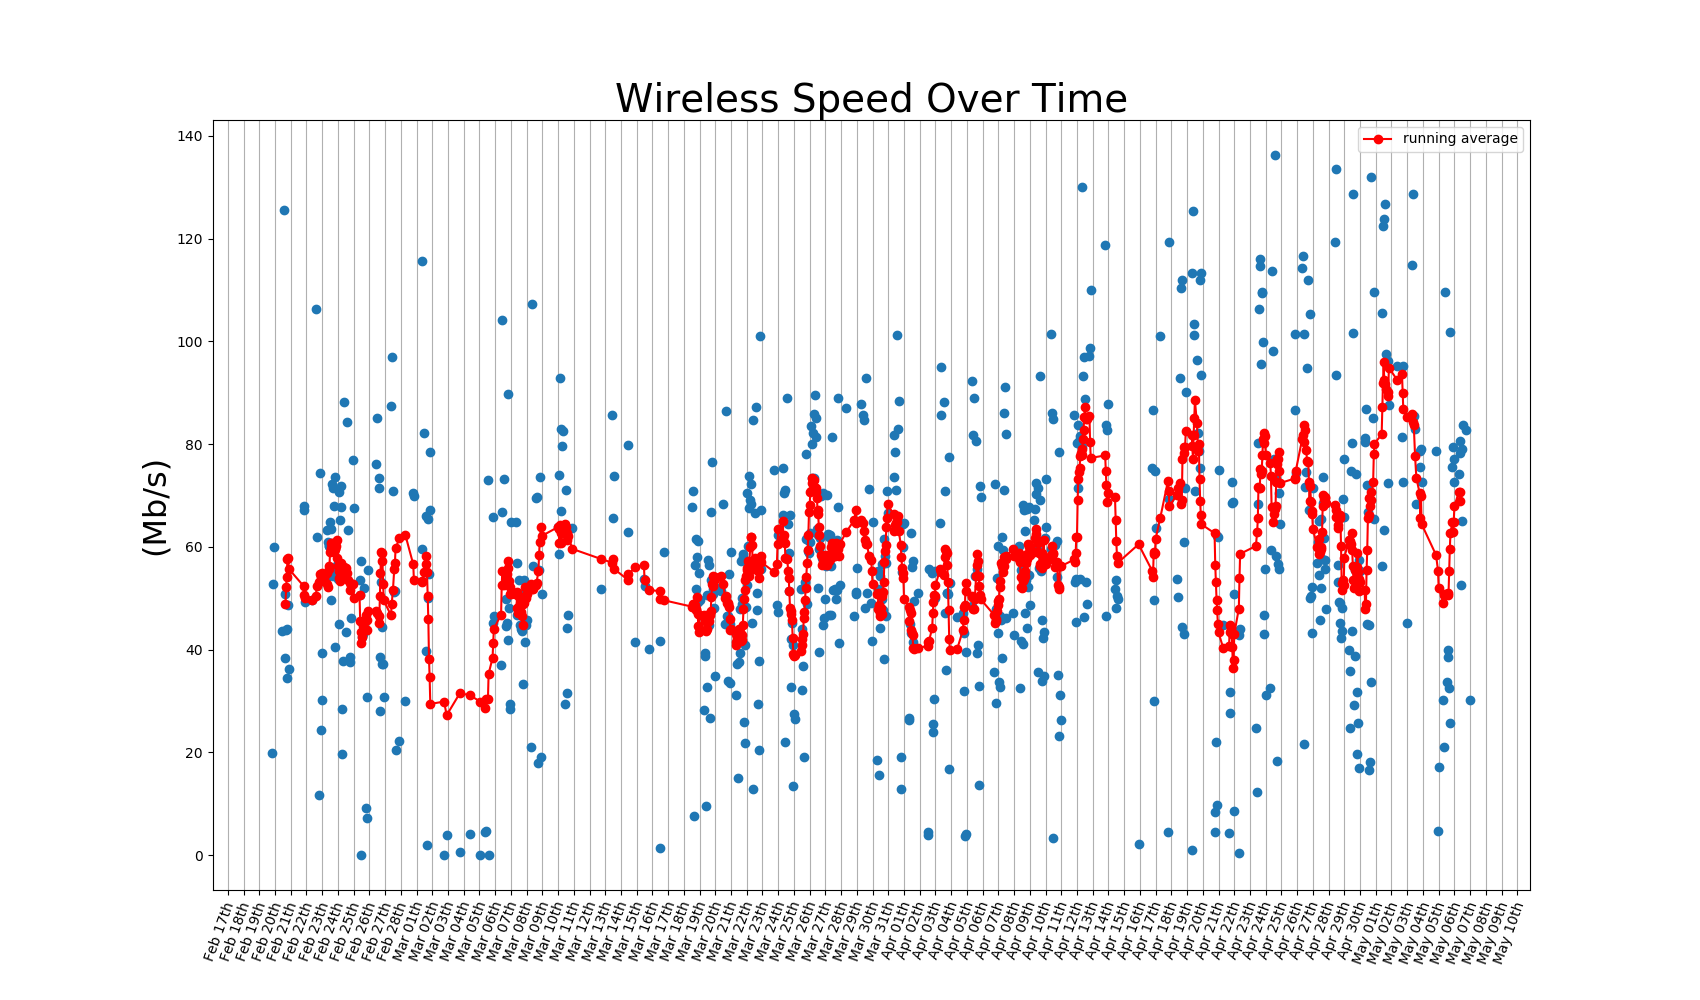 Wireless Speed Over Time
running average
(Mb/s)
140
120
100
80
60
40
20
0
Feb 17th
Feb 18th
Feb 19th
Feb 20th
Feb 21th
Feb 22th
Feb 23th
Feb 24th
Feb 25th
Feb 26th
Feb 27th
Feb 28th
Mar 01th
Mar 02th
Mar 03th
Mar 04th
Mar 05th
Mar 06th
Mar 07th
Mar 08th
Mar 09th
Mar 10th
Mar 11th
Mar 12th
Mar 13th
Mar 14th
Mar 15th
Mar 16th
Mar 17th
Mar 18th
Mar 19th
Mar 20th
Mar 21th
Mar 22th
Mar 23th
Mar 24th
Mar 25th
Mar 26th
Mar 27th
Mar 28th
Mar 29th
Mar 30th
Mar 31th
Apr 01th
Apr 02th
Apr 03th
Apr 04th
Apr 05th
Apr 06th
Apr 07th
Apr 08th
Apr 09th
Apr 10th
Apr 11th
Apr 12th
Apr 13th
Apr 14th
Apr 15th
Apr 16th
Apr 17th
Apr 18th
Apr 19th
Apr 20th
Apr 21th
Apr 22th
Apr 23th
Apr 24th
Apr 25th
Apr 26th
Apr 27th
Apr 28th
Apr 29th
Apr 30th
May 01th
May 02th
May 03th
May 04th
May 05th
May 06th
May 07th
May 08th
May 09th
May 10th